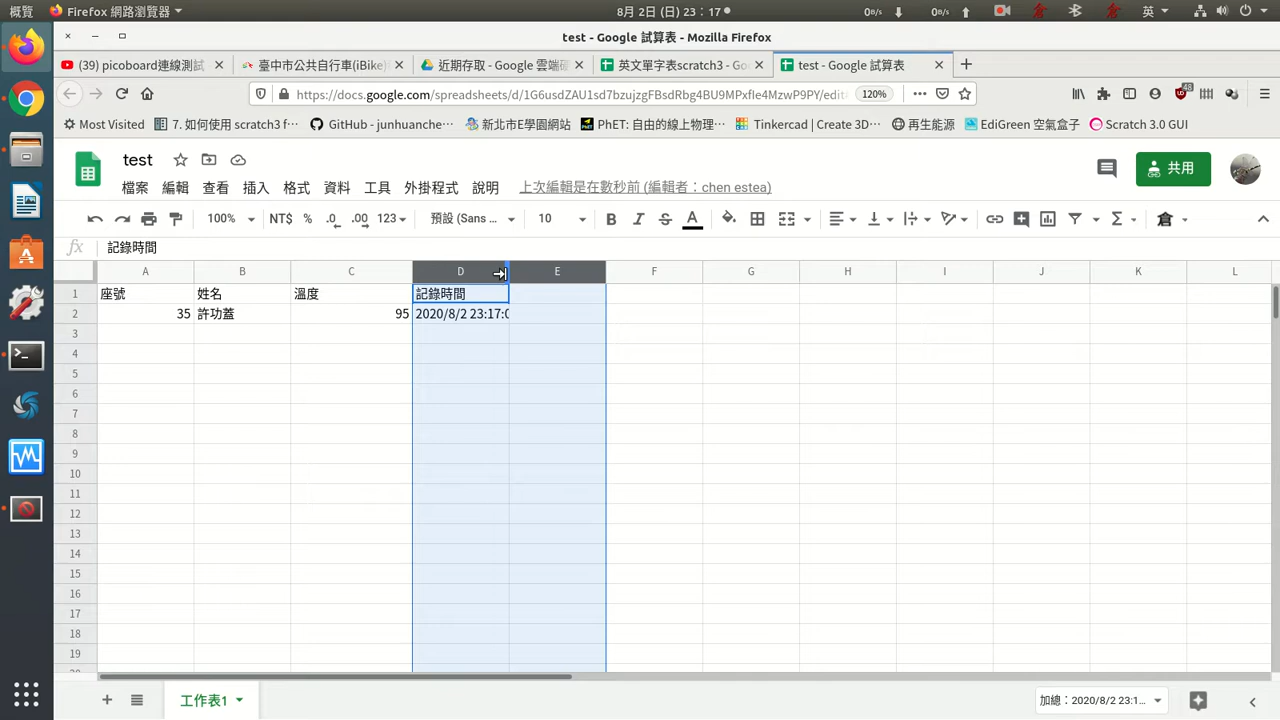 概覽 Firefox 網路瀏覽器 8月 2日 (日) 23：17 0B/s 0B/s 英
test - Google 試算表 - Mozilla Firefox
(39) picoboard連線測試 臺中市公共自行車(iBike) 近期存取 - Google 雲端硬 英文單字表scratch3 - Go test - Google 試算表
https://docs.google.com/spreadsheets/d/1G6usdZAU1sd7bzujzgFBsdRbg4BU9MPxfIe4MzwP9PY/edit 120% 48
Most Visited 7. 如何使用 scratch3 f… GitHub - junhuanche… 新北市E學園網站 PhET: 自由的線上物理… Tinkercad | Create 3D… 再生能源 EdiGreen 空氣盒子 Scratch 3.0 GUI
test
共用
檔案 編輯 查看 插入 格式 資料 工具 外掛程式 說明 上次編輯是在數秒前 (編輯者：chen estea)
100% NT$ % .0 .00 123 預設 (Sans ... 10 B I S A Σ 倉
fx 記錄時間
A B C D E F G H I J K L
1 座號 姓名 溫度 記錄時間
2 35 許功蓋 95 2020/8/2 23:17:0
3
4
5
6
7
8
9
10
11
12
13
14
15
16
17
18
19
工作表1 加總：2020/8/2 23:1...